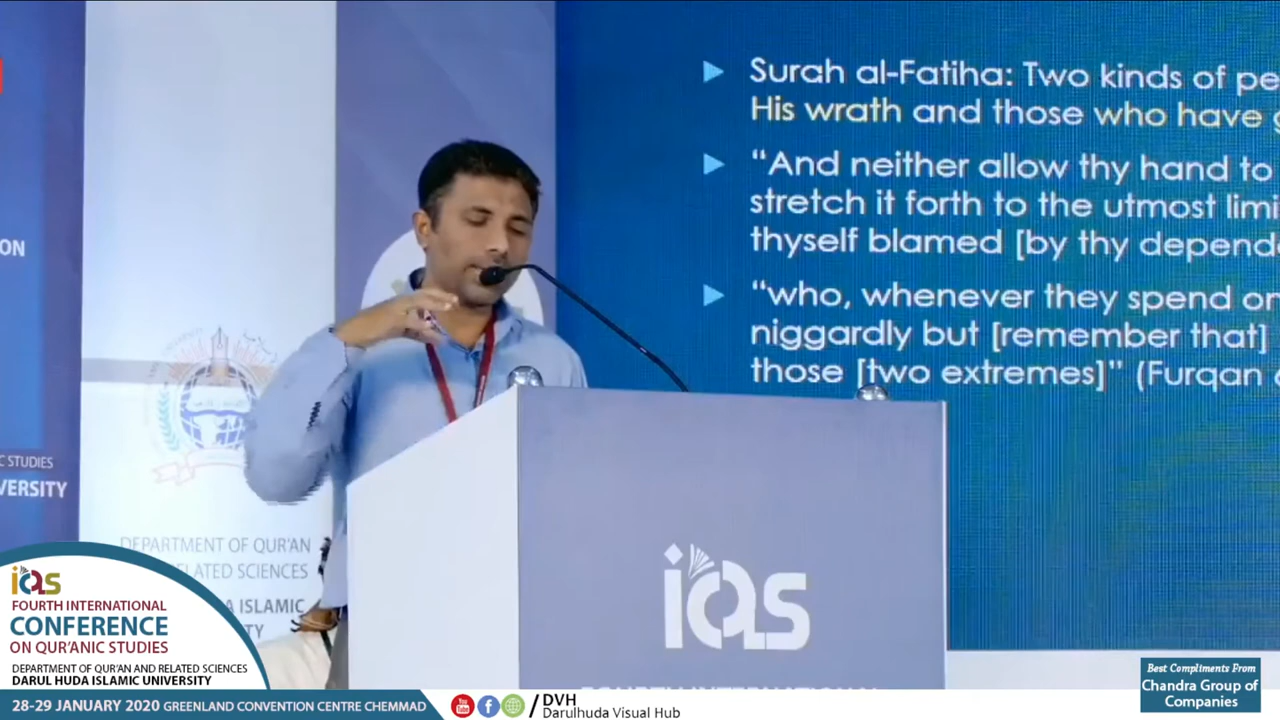 Surah al-Fatiha: Two kinds of pe
His wrath and those who have
"And neither allow thy hand to
stretch it forth to the utmost limi
thyself blamed [by thy depend
"who, whenever they spend or
niggardly but [remember that]
those [two extremes]" (Furqan
ON
C STUDIES
VERSITY
DEPARTMENT OF QUR'AN
RELATED SCIENCES
A ISLAMIC
TY
iQs
iQs
FOURTH INTERNATIONAL
CONFERENCE
ON QUR'ANIC STUDIES
DEPARTMENT OF QUR'AN AND RELATED SCIENCES
DARUL HUDA ISLAMIC UNIVERSITY
28-29 JANUARY 2020 GREENLAND CONVENTION CENTRE CHEMMAD
You Tube
/ DVH
Darulhuda Visual Hub
Best Compliments From
Chandra Group of
Companies